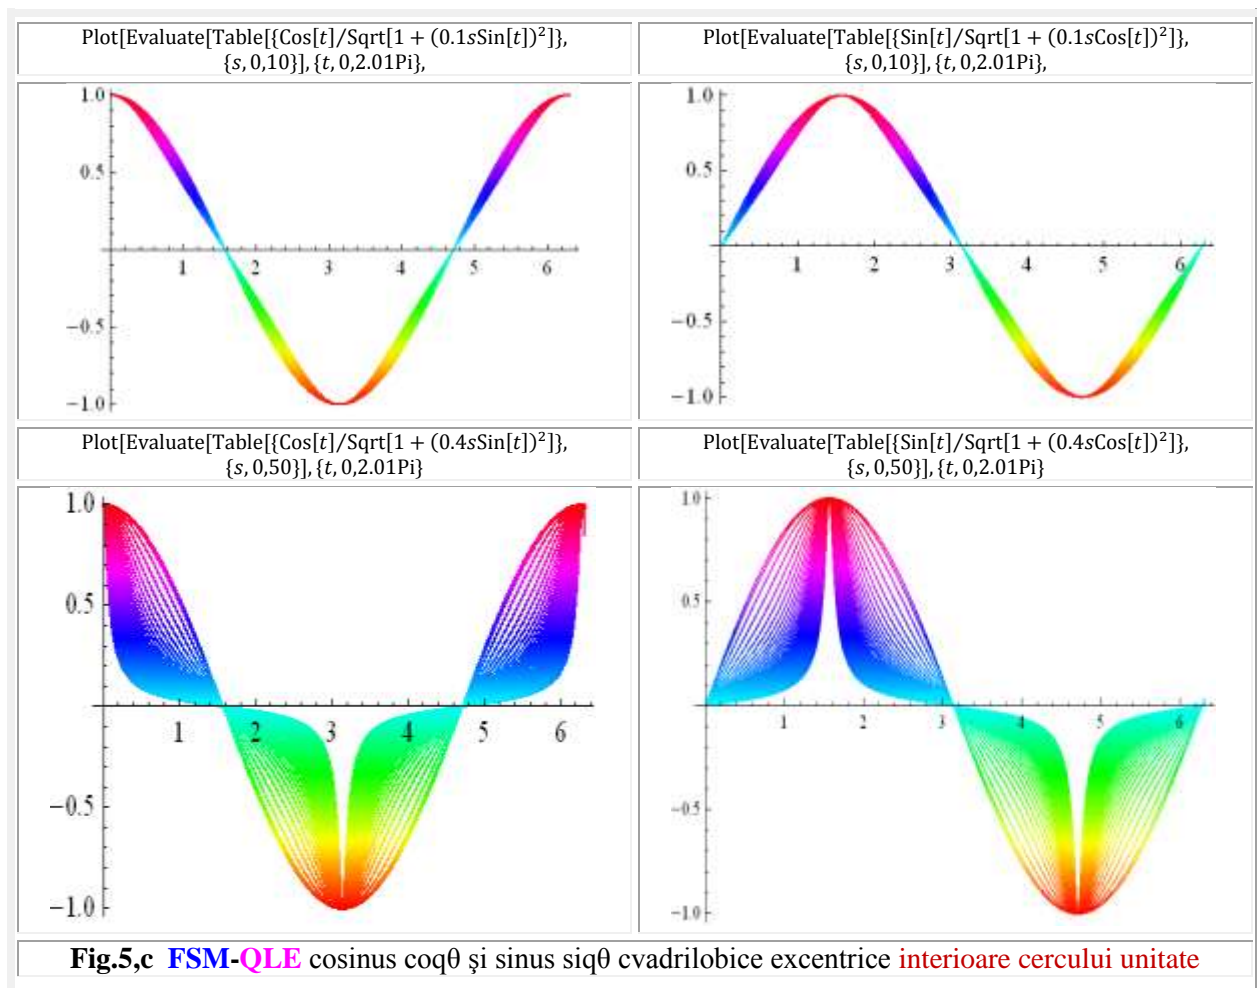 Plot[Evaluate[Table[{Cos[t]/Sqrt[1 + (0.1sSin[t])²]},
{s, 0,10}], {t, 0,2.01Pi},
Plot[Evaluate[Table[{Sin[t]/Sqrt[1 + (0.1sCos[t])²]},
{s, 0,10}], {t, 0,2.01Pi},
1.0
0.5
−0.5
−1.0
1 2 3 4 5 6
1.0
0.5
−0.5
−1.0
1 2 3 4 5 6
Plot[Evaluate[Table[{Cos[t]/Sqrt[1 + (0.4sSin[t])²]},
{s, 0,50}], {t, 0,2.01Pi}
Plot[Evaluate[Table[{Sin[t]/Sqrt[1 + (0.4sCos[t])²]},
{s, 0,50}], {t, 0,2.01Pi}
1.0
0.5
−0.5
−1.0
1 2 3 4 5 6
1.0
0.5
−0.5
−1.0
1 2 3 4 5 6
Fig.5,c FSM-QLE cosinus coqθ şi sinus siqθ cvadrilobice excentrice interioare cercului unitate